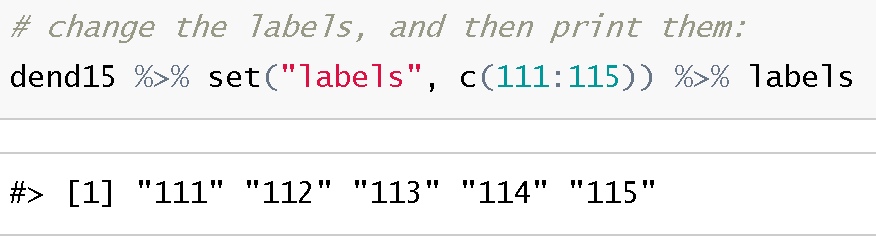 # change the labels, and then print them:
dend15 %>% set("labels", c(111:115)) %>% labels
#> [1] "111" "112" "113" "114" "115"